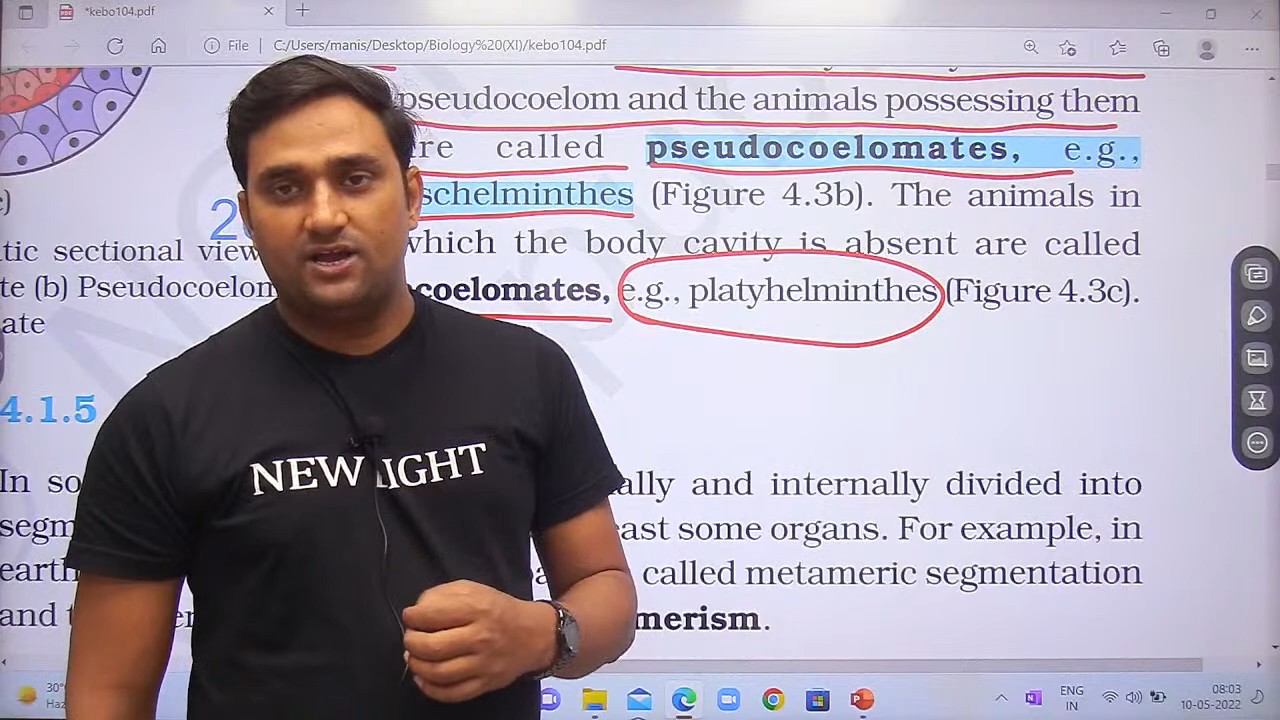 *kebo104.pdf
File
C:/Users/manis/Desktop/Biology%20(XI)/kebo104.pdf
pseudocoelom and the animals possessing them
re called pseudocoelomates, e.g.,
schelminthes (Figure 4.3b). The animals in
which the body cavity is absent are called
coelomates, e.g., platyhelminthes (Figure 4.3c).
c)
2
tic sectional view
te (b) Pseudocoelom
ate
4.1.5
In so ally and internally divided into
segm east some organs. For example, in
earth called metameric segmentation
and t merism.
NEW LIGHT
30°
Haz
ENG
IN
08:03
10-05-2022